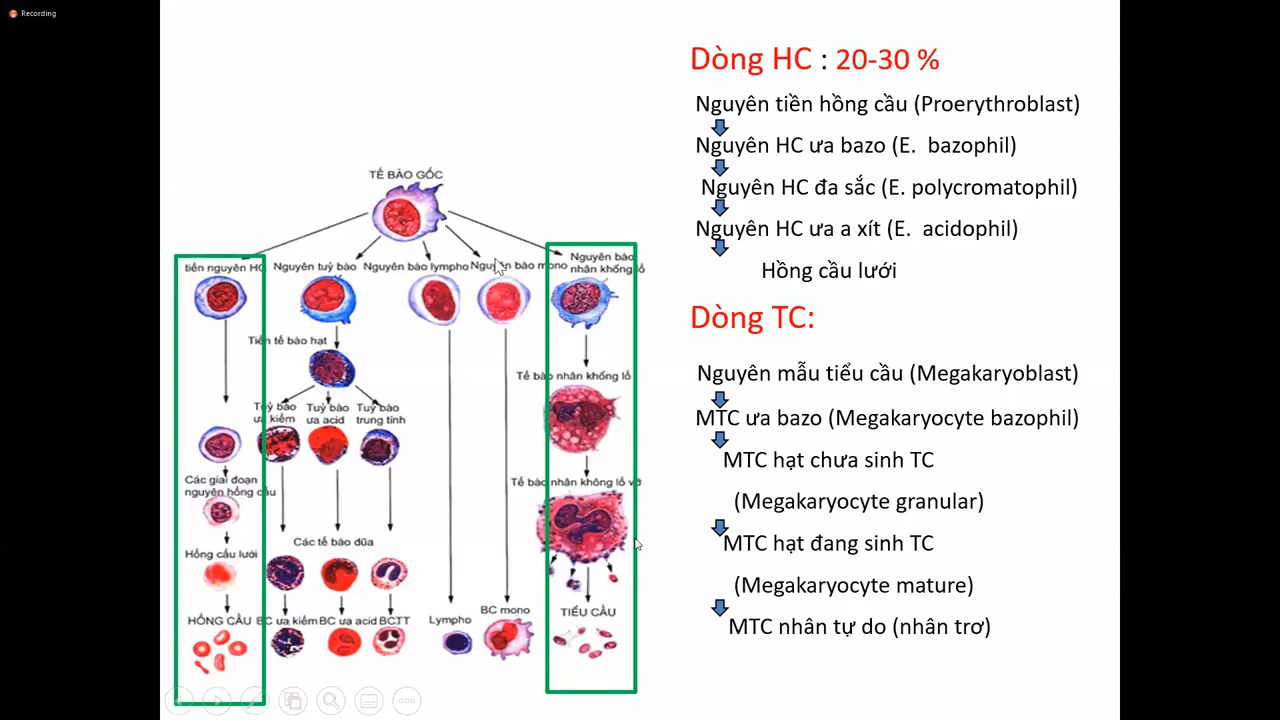 Recording
Dòng HC : 20-30 %
Nguyên tiền hồng cầu (Proerythroblast)
Nguyên HC ưa bazo (E. bazophil)
Nguyên HC đa sắc (E. polycromatophil)
Nguyên HC ưa a xít (E. acidophil)
Hồng cầu lưới
Dòng TC:
Nguyên mẫu tiểu cầu (Megakaryoblast)
MTC ưa bazo (Megakaryocyte bazophil)
MTC hạt chưa sinh TC
(Megakaryocyte granular)
MTC hạt đang sinh TC
(Megakaryocyte mature)
MTC nhân tự do (nhân trơ)
TẾ BÀO GỐC
tiền nguyên HC
Nguyên tuỷ bào
Nguyên bào lympho
Nguyên bào mono
Nguyên bào
nhân khổng lồ
Tiền tế bào hạt
Tế bào nhân khổng lồ
Tuỷ bào
ưa kiềm
Tuỷ bào
ưa acid
Tuỷ bào
trung tính
Các giai đoạn
nguyên hồng cầu
Tế bào nhân không lồ vỡ
Các tế bào đũa
Hồng cầu lưới
HỒNG CẦU
BC ưa kiềm
BC ưa acid
BCTT
Lympho
BC mono
TIỂU CẦU